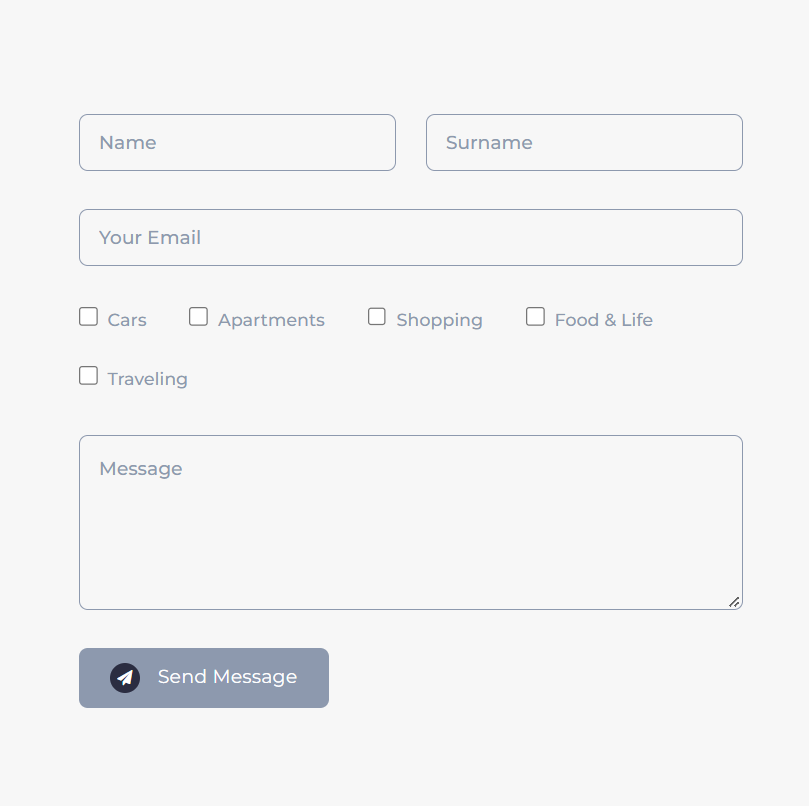 Name Surname
Your Email
Cars Apartments Shopping Food & Life
Traveling
Message
Send Message